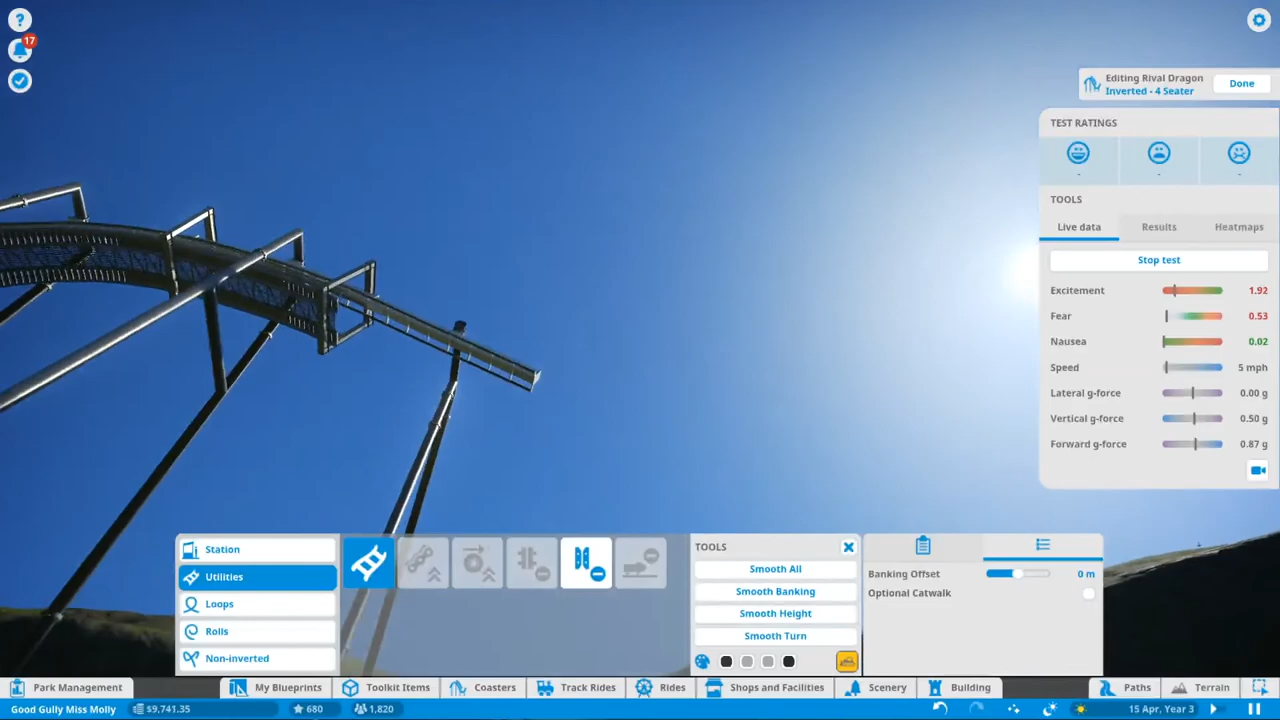 ?
17
Editing Rival Dragon
Inverted - 4 Seater
Done
TEST RATINGS
- - -
TOOLS
Live data Results Heatmaps
Stop test
Excitement 1.92
Fear 0.53
Nausea 0.02
Speed 5 mph
Lateral g-force 0.00 g
Vertical g-force 0.50 g
Forward g-force 0.87 g
Station
Utilities
Loops
Rolls
Non-inverted
TOOLS
Smooth All
Smooth Banking
Smooth Height
Smooth Turn
Banking Offset 0 m
Optional Catwalk
Park Management My Blueprints Toolkit Items Coasters Track Rides Rides Shops and Facilities Scenery Building Paths Terrain
Good Gully Miss Molly $9,741.35 680 1,820 15 Apr, Year 3